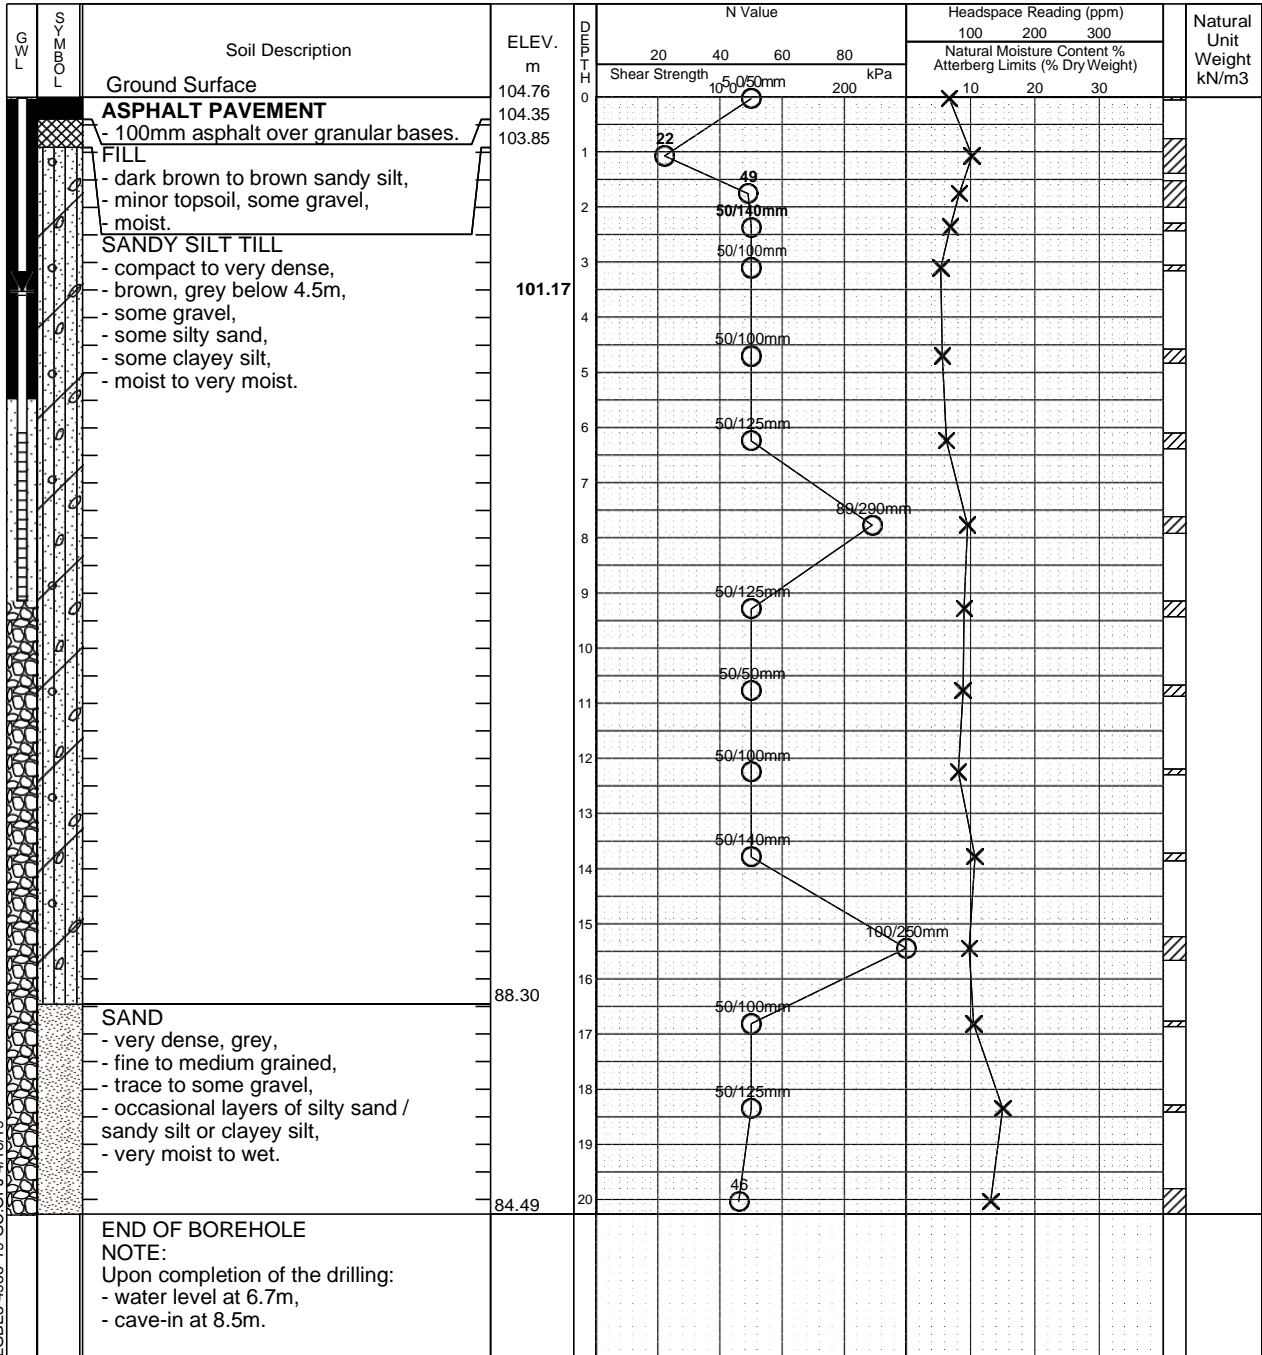 GWL
SYMBOL
Soil Description
Ground Surface
ELEV.
m
104.76
DEPTH
N Value
20 40 60 80
Shear Strength kPa
100 200
Headspace Reading (ppm)
100 200 300
Natural Moisture Content %
Atterberg Limits (% Dry Weight)
10 20 30
Natural
Unit
Weight
kN/m3
ASPHALT PAVEMENT
- 100mm asphalt over granular bases.
104.35
103.85
FILL
- dark brown to brown sandy silt,
- minor topsoil, some gravel,
- moist.
SANDY SILT TILL
- compact to very dense,
- brown, grey below 4.5m,
- some gravel,
- some silty sand,
- some clayey silt,
- moist to very moist.
101.17
88.30
SAND
- very dense, grey,
- fine to medium grained,
- trace to some gravel,
- occasional layers of silty sand /
sandy silt or clayey silt,
- very moist to wet.
84.49
END OF BOREHOLE
NOTE:
Upon completion of the drilling:
- water level at 6.7m,
- cave-in at 8.5m.
0
1
2
3
4
5
6
7
8
9
10
11
12
13
14
15
16
17
18
19
20
50/50mm
22
49
50/140mm
50/100mm
50/100mm
50/125mm
89/290mm
50/125mm
50/50mm
50/100mm
50/140mm
100/250mm
50/100mm
50/125mm
46